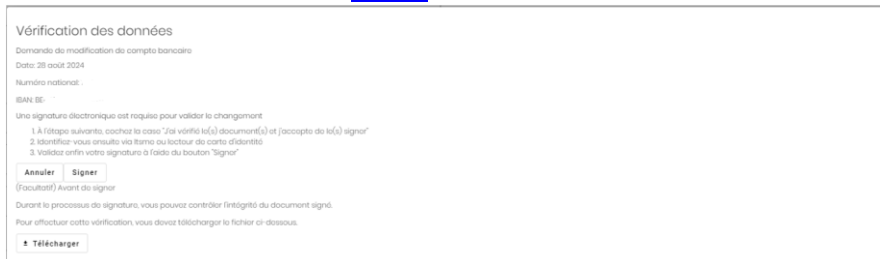 Vérification des données
Demande de modification de compte bancaire
Date: 28 août 2024
Numéro national:
IBAN: BE-
Une signature électronique est requise pour valider le changement
1. À l'étape suivante, cochez la case "J'ai vérifié le(s) document(s) et j'accepte de le(s) signer"
2. Identifiez-vous ensuite via Itsme ou lecteur de carte d'identité
3. Validez enfin votre signature à l'aide du bouton "Signer"
Annuler Signer
(Facultatif) Avant de signer
Durant le processus de signature, vous pouvez contrôler l'intégrité du document signé.
Pour effectuer cette vérification, vous devez télécharger le fichier ci-dessous.
Télécharger